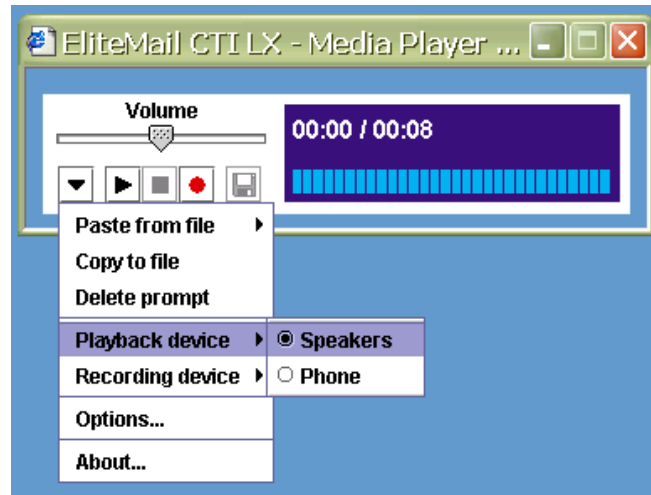 EliteMail CTI LX - Media Player ...
Volume
00:00 / 00:08
Paste from file
Copy to file
Delete prompt
Playback device
Speakers
Recording device
Phone
Options...
About...